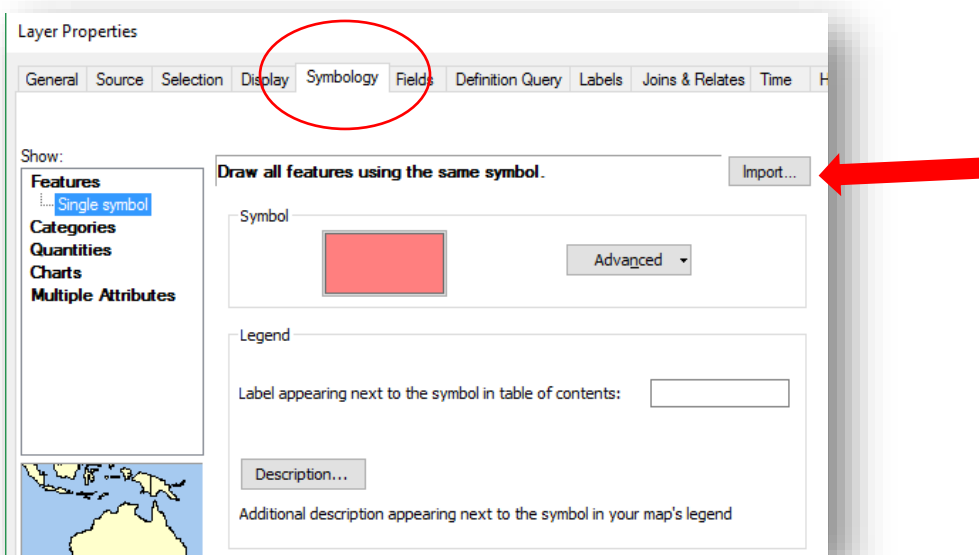 Layer Properties
General Source Selection Display Symbology Fields Definition Query Labels Joins & Relates Time H
Show:
Features
Single symbol
Categories
Quantities
Charts
Multiple Attributes
Draw all features using the same symbol.
Import...
Symbol
Advanced
Legend
Label appearing next to the symbol in table of contents:
Description...
Additional description appearing next to the symbol in your map's legend